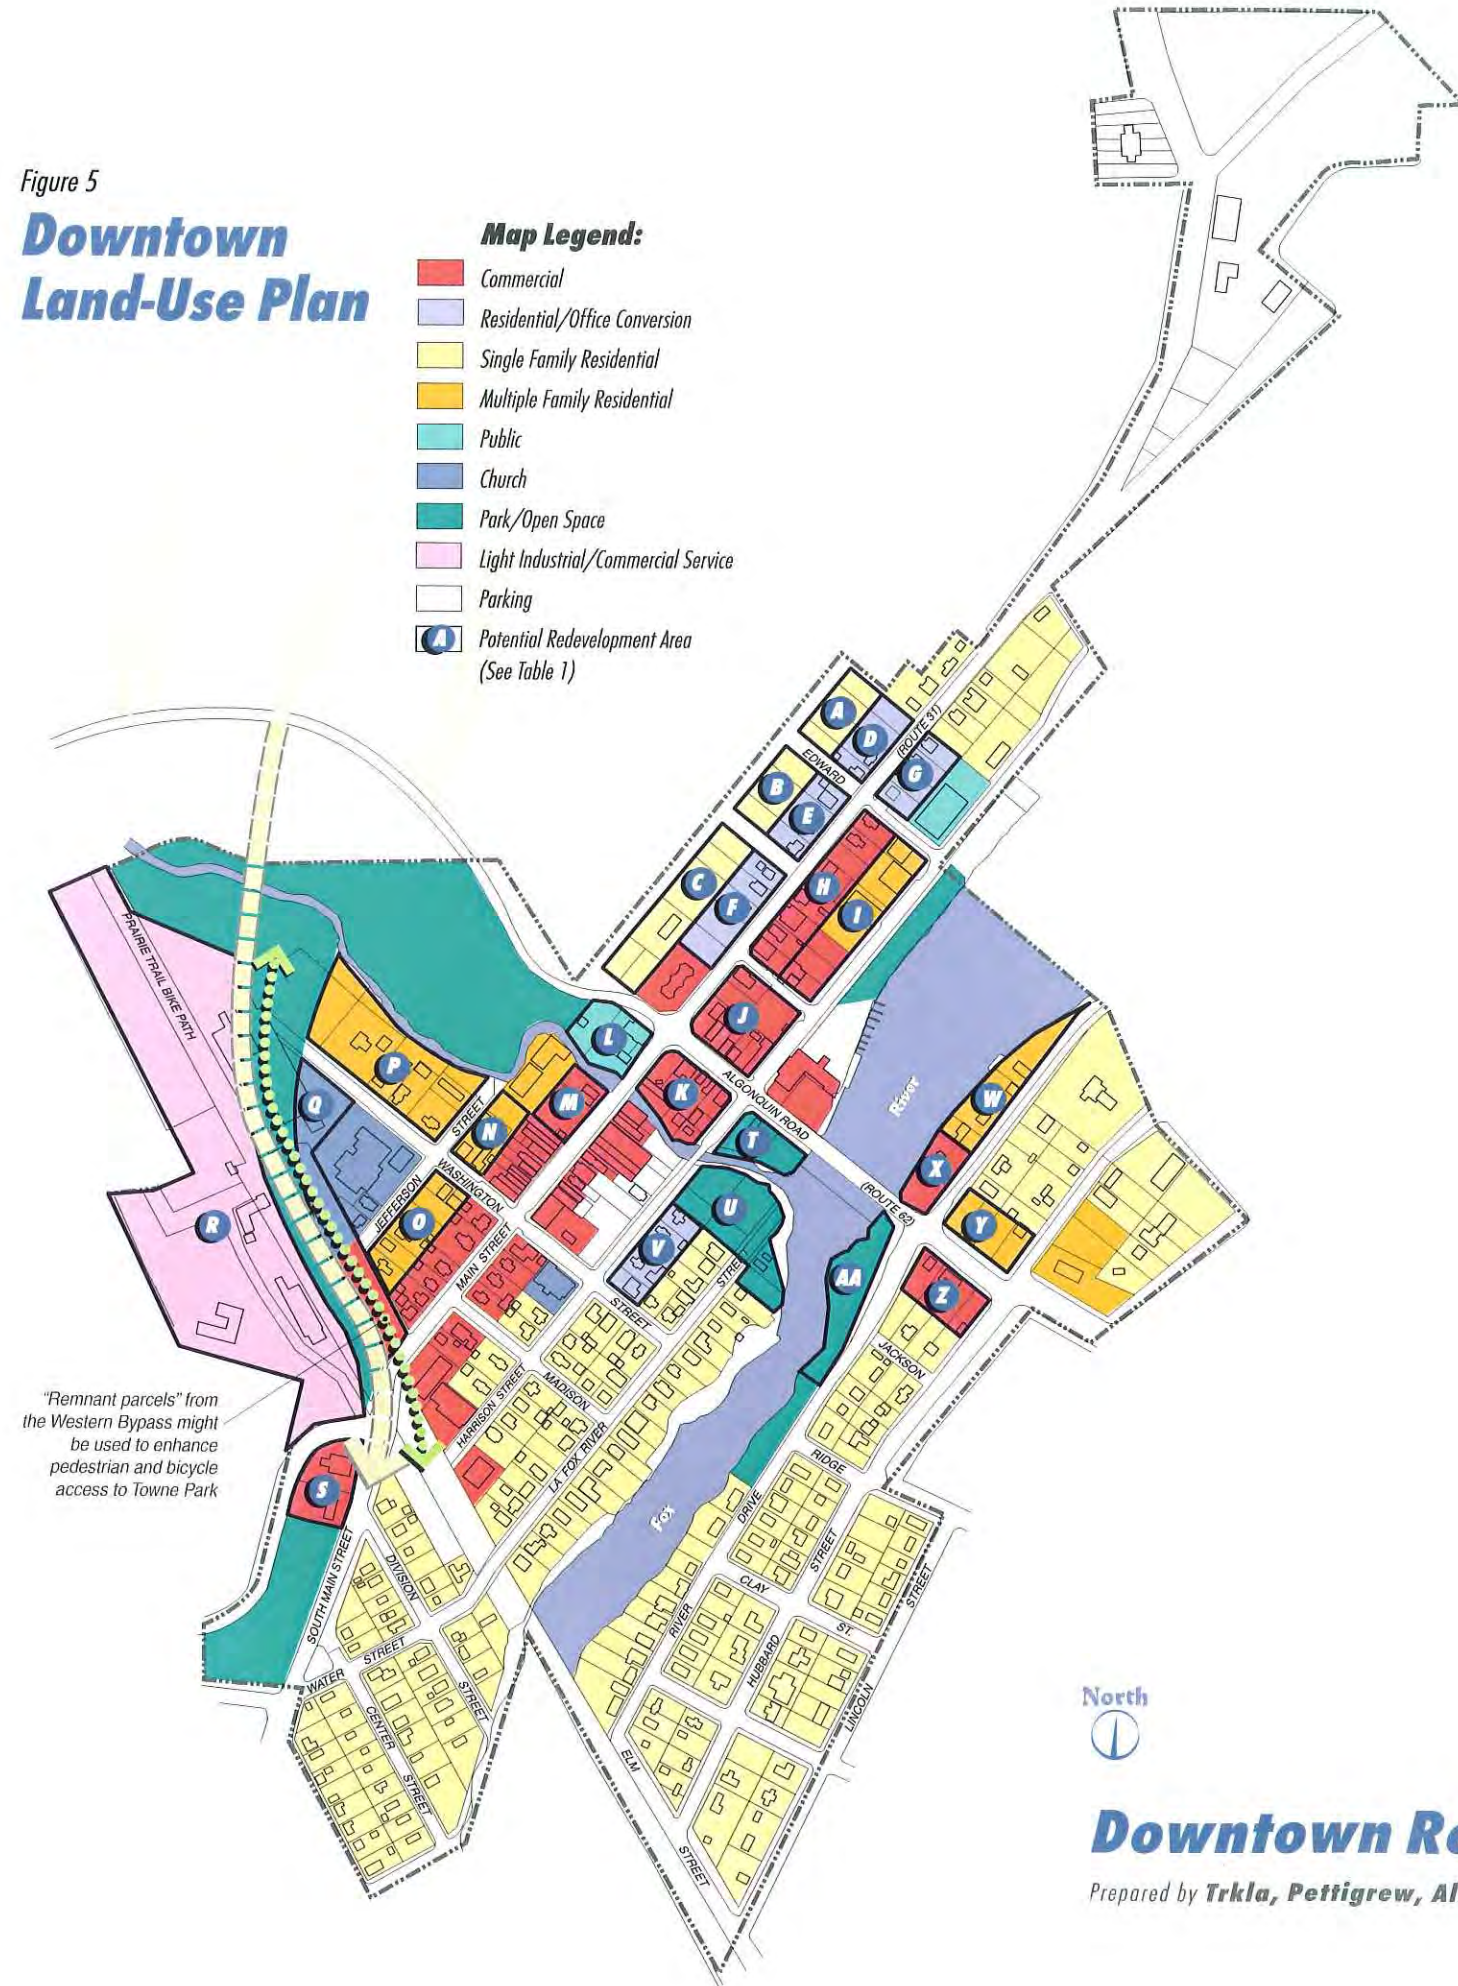 Figure 5
Downtown
Land-Use Plan
Map Legend:
Commercial
Residential/Office Conversion
Single Family Residential
Multiple Family Residential
Public
Church
Park/Open Space
Light Industrial/Commercial Service
Parking
A
Potential Redevelopment Area
(See Table 1)
A
D
(ROUTE 31)
EDWARD
G
B
E
C
H
F
I
PRAIRIE TRAIL BIKE PATH
J
L
P
K
ALGONQUIN ROAD
River
M
W
Q
STREET
N
T
WASHINGTON
X
JEFFERSON
(ROUTE 62)
R
O
U
Y
MAIN STREET
V
STREE
AA
Z
STREET
JACKSON
HARRISON STREET
MADISON
"Remnant parcels" from
the Western Bypass might
be used to enhance
pedestrian and bicycle
access to Towne Park
LA FOX RIVER
RIDGE
S
DRIVE
Fox
SOUTH MAIN STREET
DIVISION
STREET
STREET
CLAY
RIVER
ST.
HUBBARD
STREET
WATER
STREET
LINCOLN
CENTER
STREET
ELM
STREET
North
Downtown Re
Prepared by Trkla, Pettigrew, Al